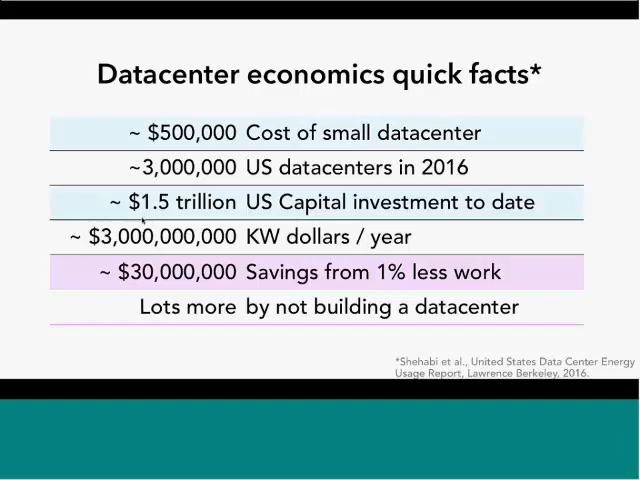 Datacenter economics quick facts*
~ $500,000 Cost of small datacenter
~3,000,000 US datacenters in 2016
~ $1.5 trillion US Capital investment to date
~ $3,000,000,000 KW dollars / year
~ $30,000,000 Savings from 1% less work
Lots more by not building a datacenter
*Shehabi et al., United States Data Center Energy
Usage Report, Lawrence Berkeley, 2016.